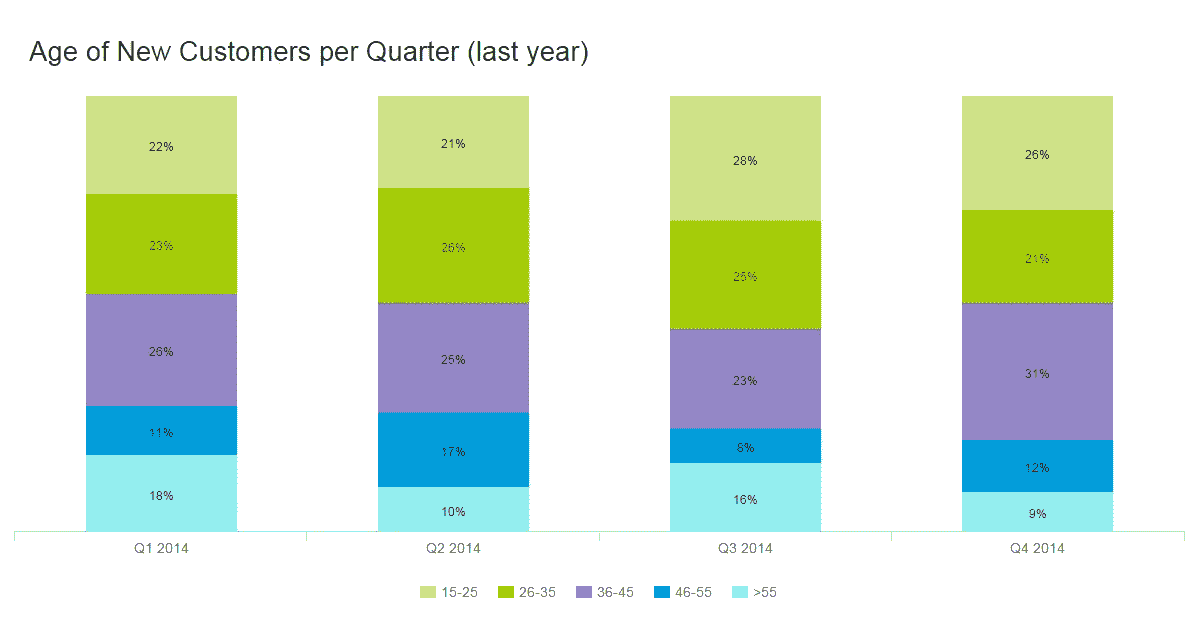 Age of New Customers per Quarter (last year)
22% 21% 28% 26%
23% 26% 25% 21%
26% 25% 23% 31%
11% 17% 8% 12%
18% 10% 16% 9%
Q1 2014 Q2 2014 Q3 2014 Q4 2014
15-25 26-35 36-45 46-55 >55